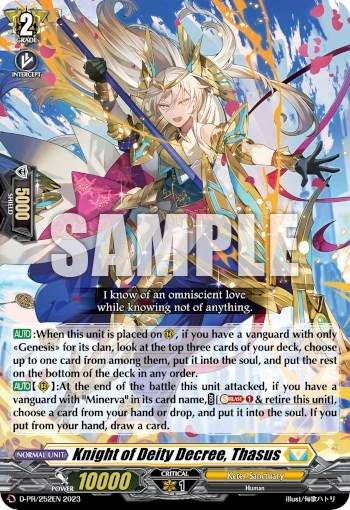 2
GRADE
INTERCEPT
5000
SHIELD
SAMPLE
I know of an omniscient love
while knowing not of anything.
AUTO :When this unit is placed on , if you have a vanguard with only
«Genesis» for its clan, look at the top three cards of your deck, choose
up to one card from among them, put it into the soul, and put the rest
on the bottom of the deck in any order.
AUTO【 】:At the end of the battle this unit attacked, if you have a
vanguard with "Minerva" in its card name, [ BLAST 1 & retire this unit],
choose a card from your hand or drop, and put it into the soul. If you
put from your hand, draw a card.
NORMAL UNIT
Knight of Deity Decree, Thasus
POWER 10000
CRITICAL
1
Keter Sanctuary
Human
D-PR/252EN 2023
illust/匈歌ハトリ